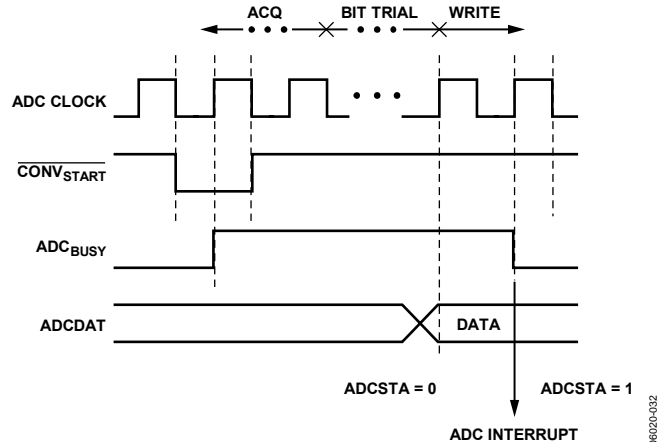 ACQ BIT TRIAL WRITE
ADC CLOCK
CONVSTART
ADCBUSY
ADCDAT DATA
ADCSTA = 0 ADCSTA = 1
ADC INTERRUPT
06020-032